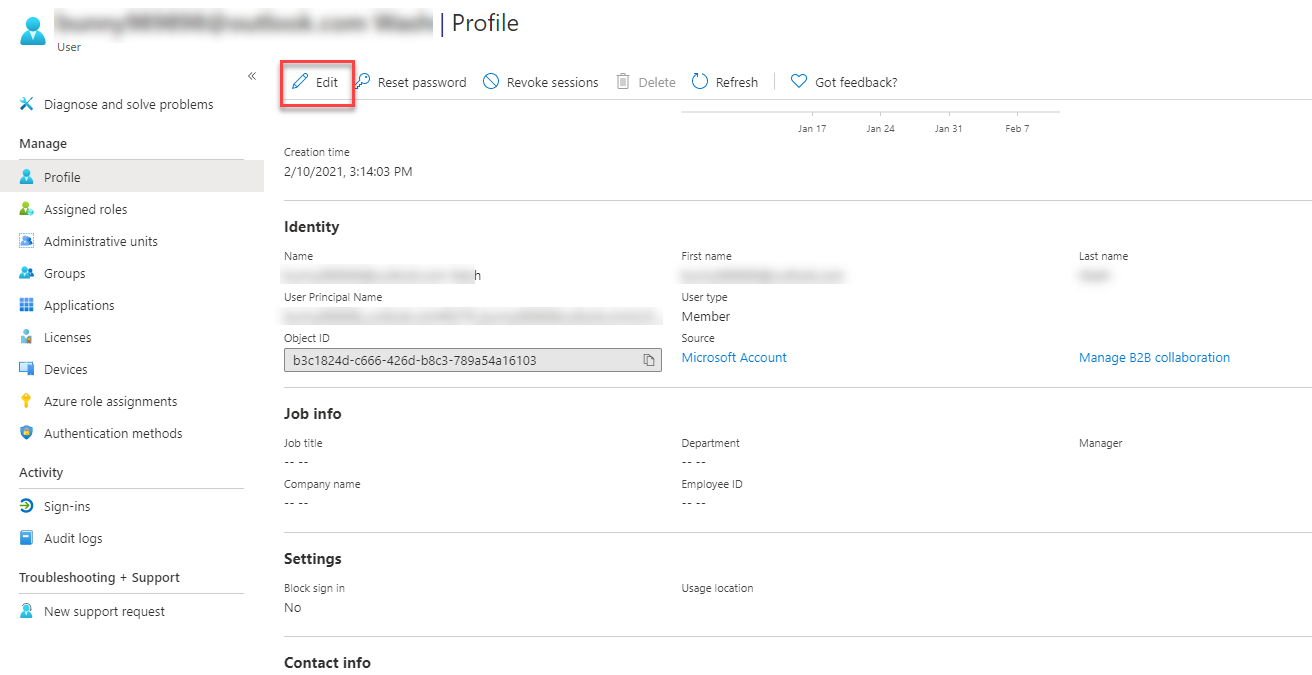 | Profile
User
«
Edit
Reset password
Revoke sessions
Delete
Refresh
Got feedback?
Diagnose and solve problems
Manage
Profile
Assigned roles
Administrative units
Groups
Applications
Licenses
Devices
Azure role assignments
Authentication methods
Activity
Sign-ins
Audit logs
Troubleshooting + Support
New support request
Jan 17 Jan 24 Jan 31 Feb 7
Creation time
2/10/2021, 3:14:03 PM
Identity
Name First name Last name
User Principal Name User type
Member
Object ID Source
b3c1824d-c666-426d-b8c3-789a54a16103 Microsoft Account Manage B2B collaboration
Job info
Job title Department Manager
-- -- -- --
Company name Employee ID
-- -- -- --
Settings
Block sign in Usage location
No
Contact info